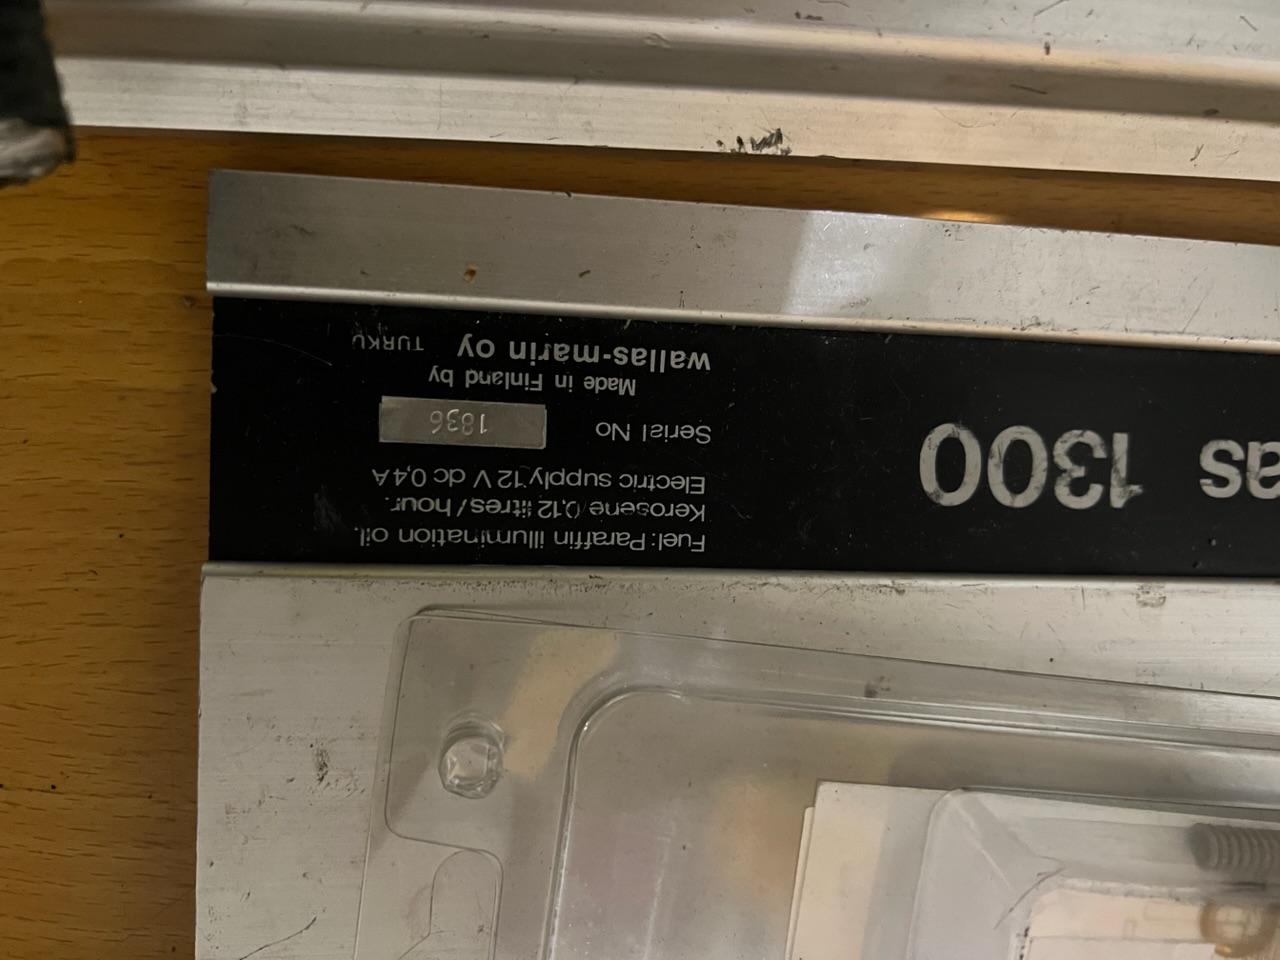 as 1300
Fuel: Paraffin illumination oil.
Kerosene 0,12 litres / hour.
Electric supply 12 V dc 0,4 A
Serial No 1836
Made in Finland by
wallas-marin oy TURKU